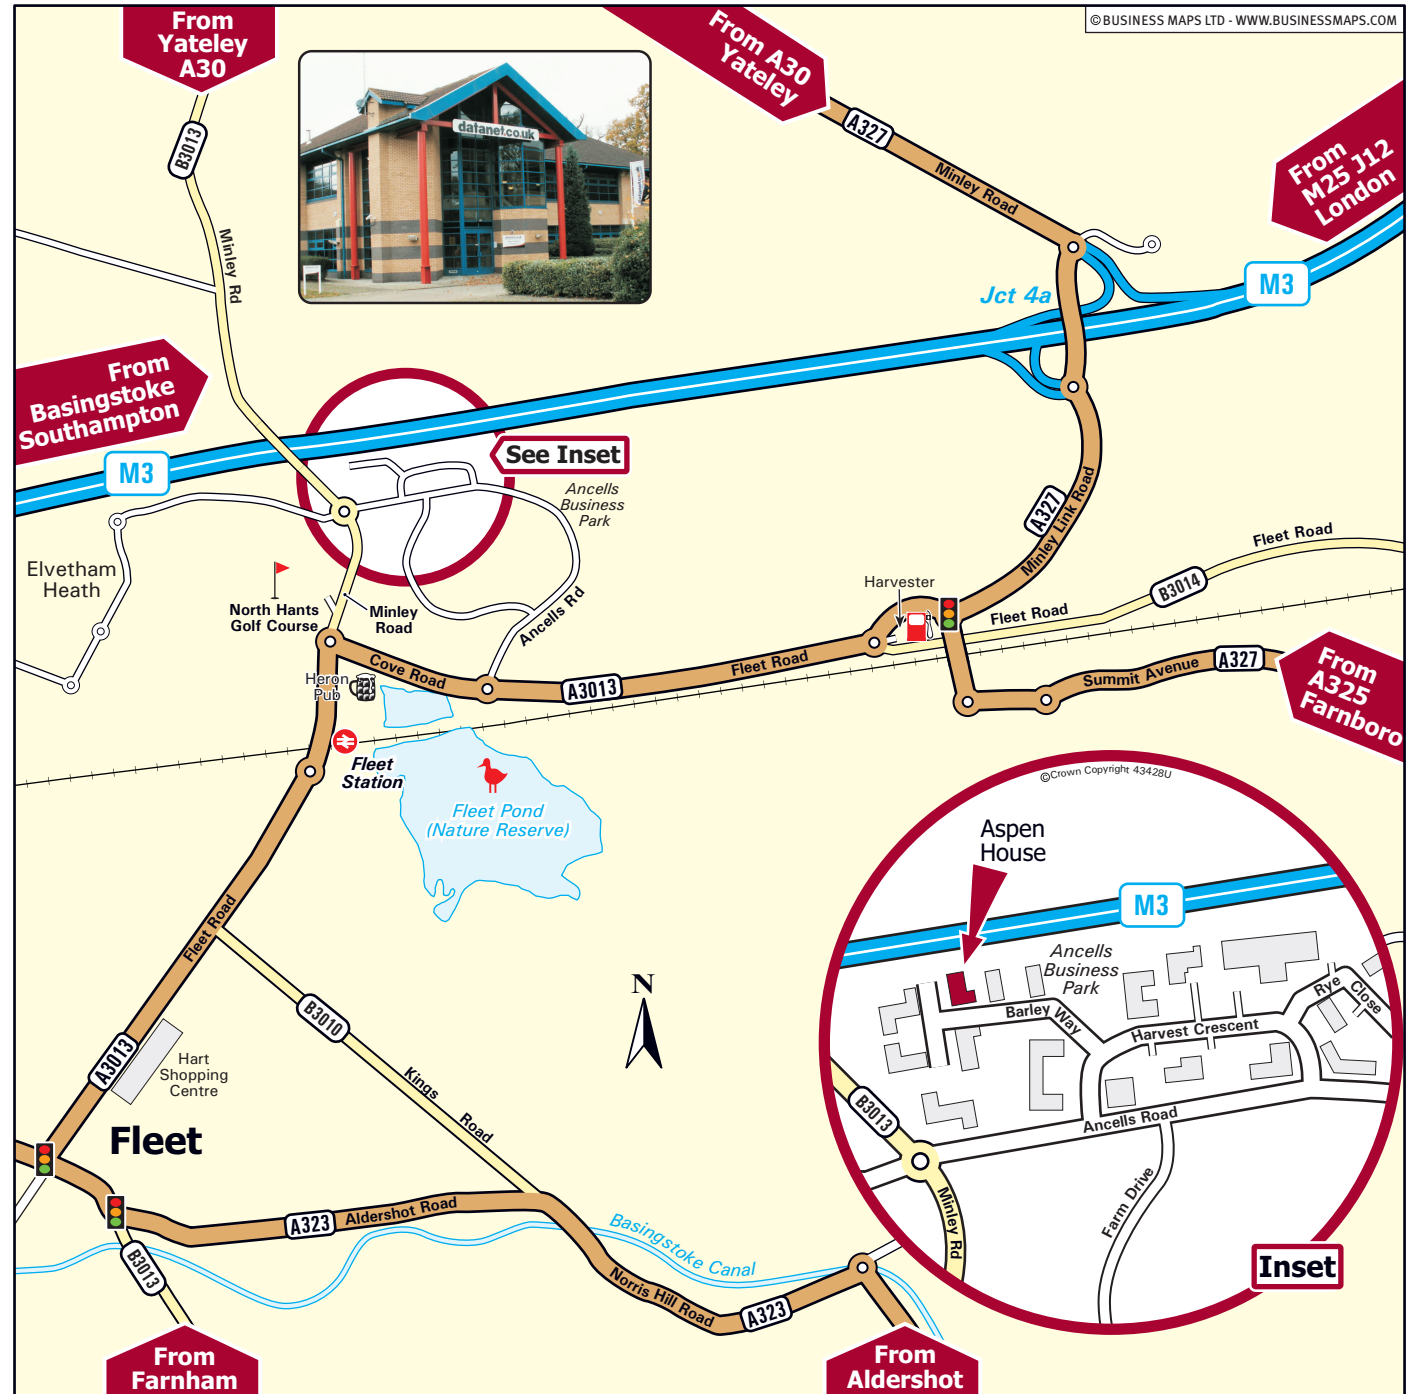 From
Yateley
A30
From A30
Yateley
©BUSINESS MAPS LTD - WWW.BUSINESSMAPS.COM
B3013
Minley Rd
datanet.co.uk
A327
Minley Road
From
M25 J12
London
Jct 4a
M3
From
Basingstoke
Southampton
M3
See Inset
Ancells
Business
Park
Elvetham
Heath
North Hants
Golf Course
Minley
Road
Ancells Rd
A327
Minley Link Road
Harvester
Fleet Road
B3014
Fleet Road
Heron
Pub
Cove Road
A3013
Fleet Road
Summit Avenue
A327
From
A325
Farnboro
Fleet
Station
Fleet Pond
(Nature Reserve)
Fleet Road
A3013
Hart
Shopping
Centre
B3010
Kings Road
N
Fleet
A323
Aldershot Road
B3013
Basingstoke Canal
Norris Hill Road
A323
From
Farnham
From
Aldershot
©Crown Copyright 43428U
Aspen
House
M3
Ancells
Business
Park
Barley Way
Harvest Crescent
Rye Close
B3013
Ancells Road
Minley Rd
Farm Drive
Inset